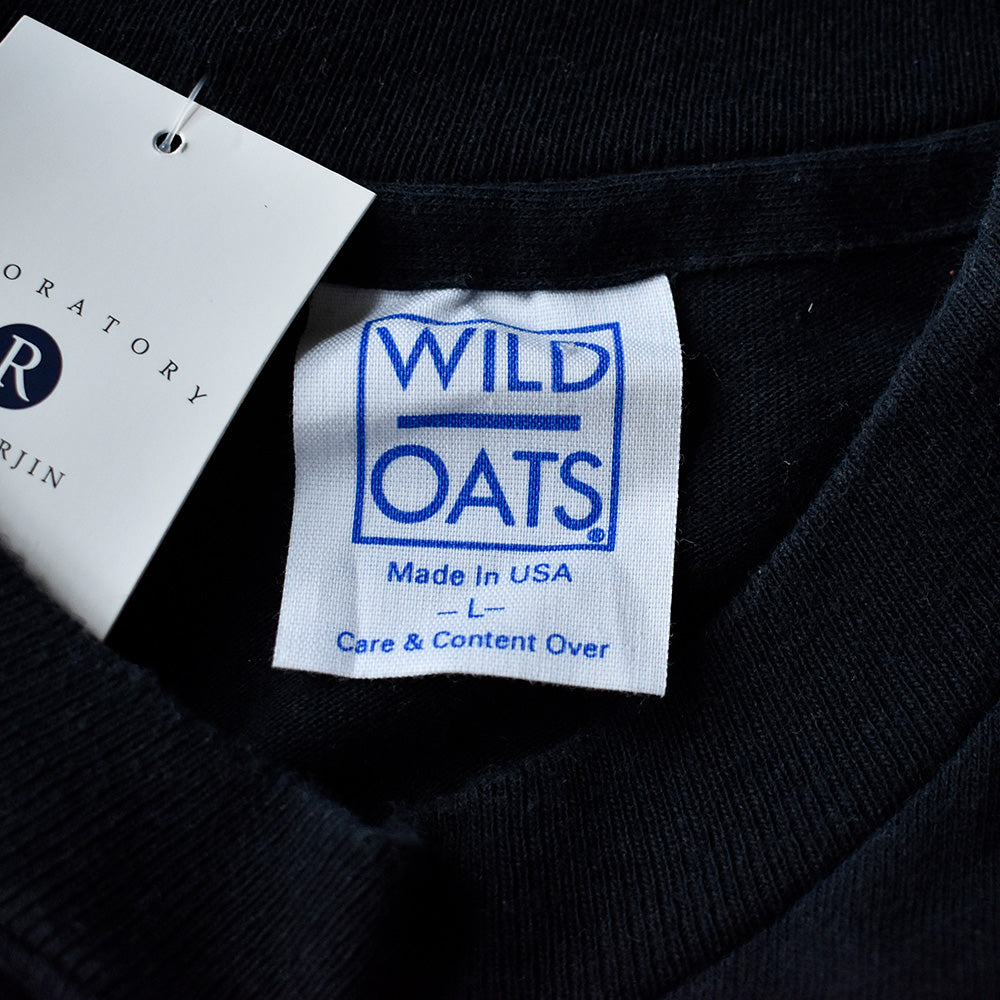 ORATORY
R
RJIN
WILD
OATS®
Made In USA
– L –
Care & Content Over